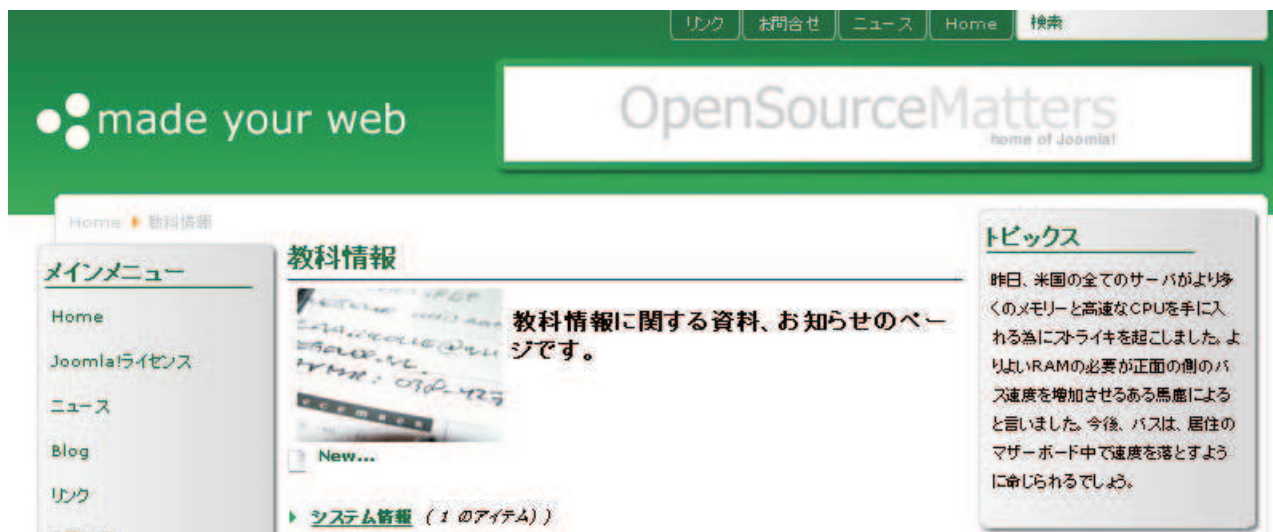 リンク
お問合せ
ニュース
Home
検索
made your web
OpenSourceMatters
home of Joomla!
Home 教科情報
メインメニュー
Home
Joomla!ライセンス
ニュース
Blog
リンク
教科情報
教科情報に関する資料、お知らせのペー
ジです。
New...
システム情報 (1 のアイテム))
トピックス
昨日、米国の全てのサーバがより多
くのメモリーと高速なCPUを手に入
れる為にストライキを起こしました。よ
りよいRAMの必要が正面の側のバ
ス速度を増加させるある馬鹿による
と言いました。今後、バスは、居住の
マザーボード中で速度を落とすよう
に命じられるでしょう。